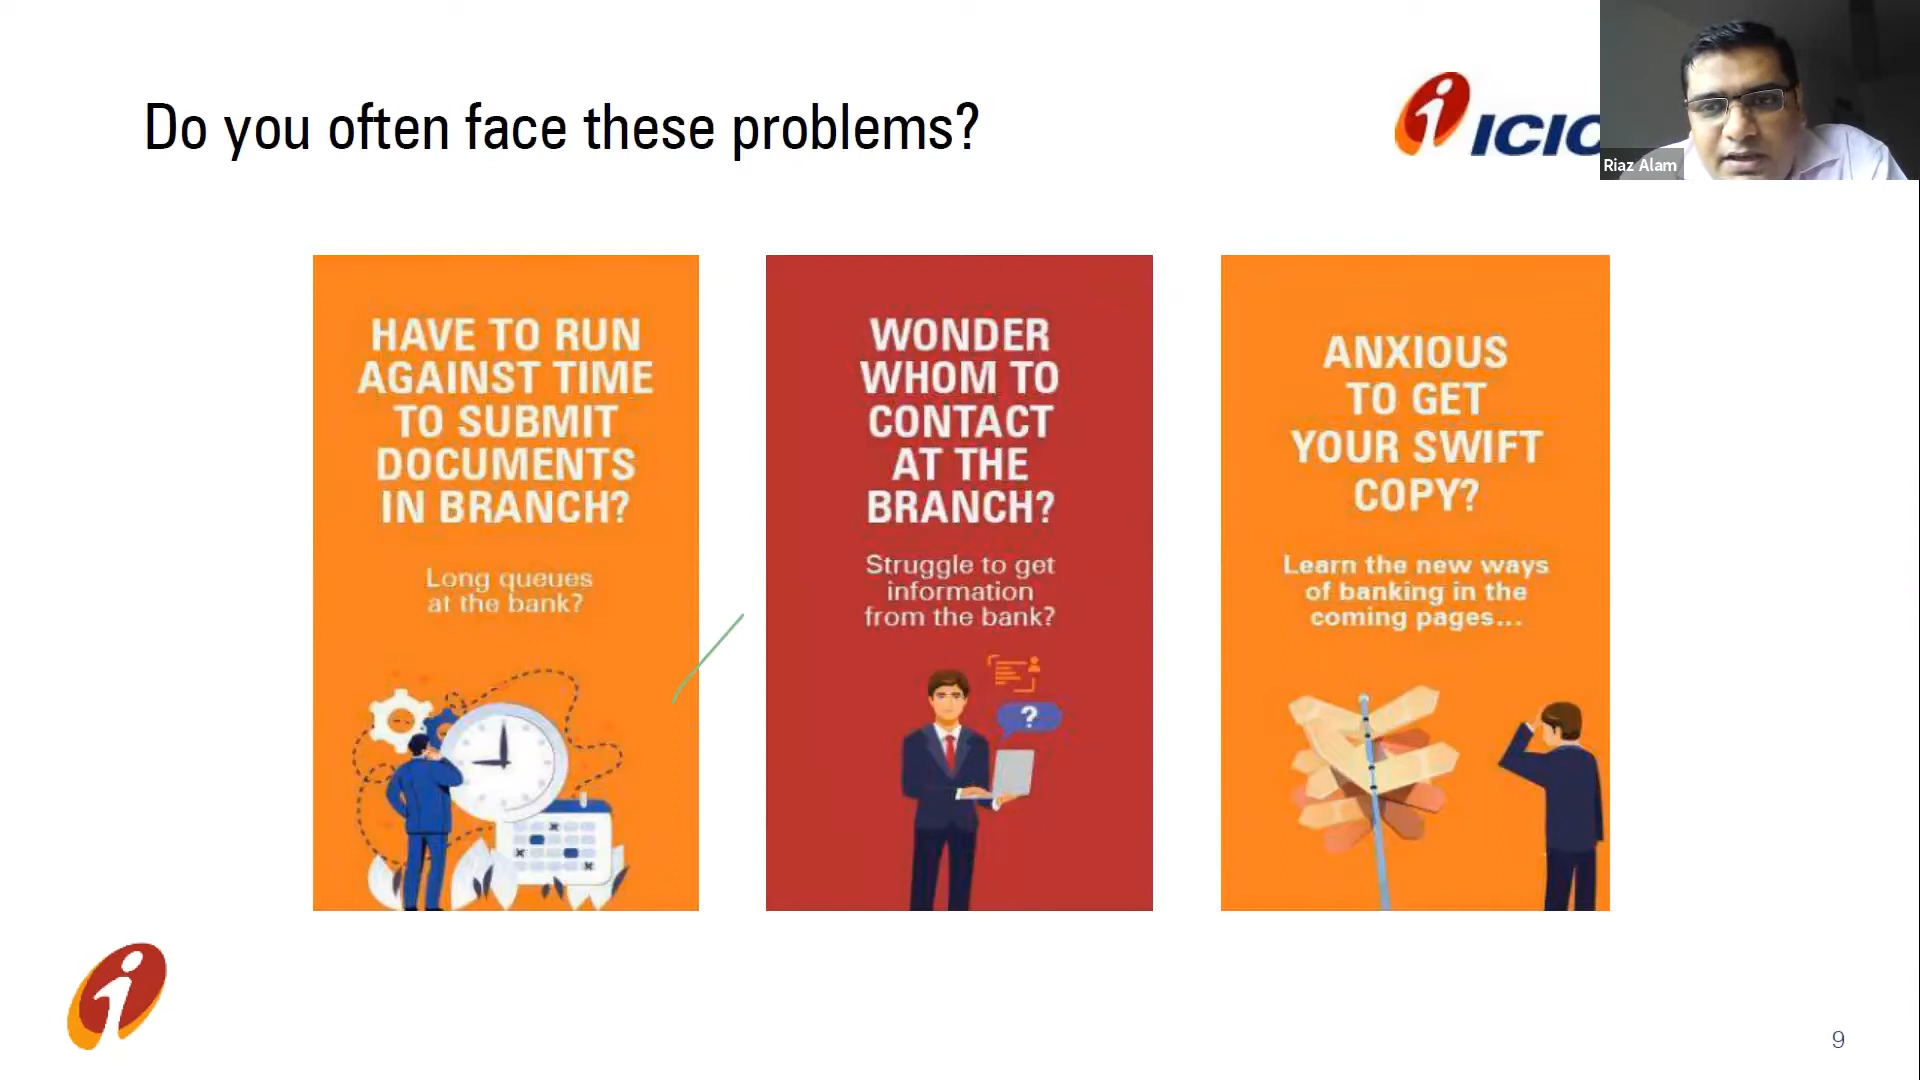 Do you often face these problems?
ICIC
Riaz Alam
HAVE TO RUN
AGAINST TIME
TO SUBMIT
DOCUMENTS
IN BRANCH?
Long queues
at the bank?
WONDER
WHOM TO
CONTACT
AT THE
BRANCH?
Struggle to get
information
from the bank?
?
ANXIOUS
TO GET
YOUR SWIFT
COPY?
Learn the new ways
of banking in the
coming pages...
9